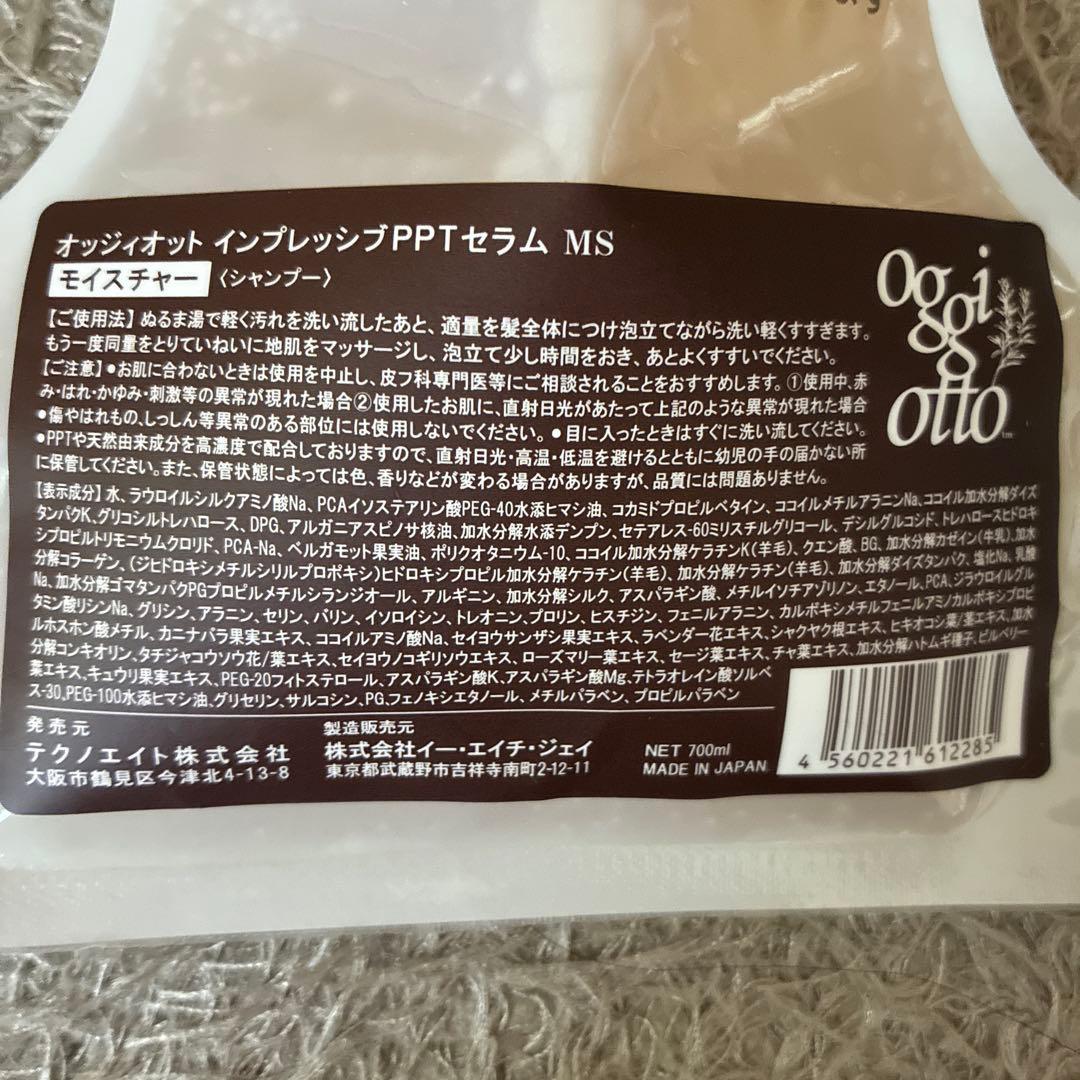 オッジィオット インプレッシブPPTセラム MS
モイスチャー 〈シャンプー〉
oggi
otto
【ご使用法】ぬるま湯で軽く汚れを洗い流したあと、適量を髪全体につけ泡立てながら洗い軽くすすぎます。
もう一度同量をとりていねいに地肌をマッサージし、泡立て少し時間をおき、あとよくすすいでください。
【ご注意】●お肌に合わないときは使用を中止し、皮フ科専門医等にご相談されることをおすすめします。①使用中、赤
み・はれ・かゆみ・刺激等の異常が現れた場合②使用したお肌に、直射日光があたって上記のような異常が現れた場合
●傷やはれもの、しっしん等異常のある部位には使用しないでください。●目に入ったときはすぐに洗い流してください。
●PPTや天然由来成分を高濃度で配合しておりますので、直射日光・高温・低温を避けるとともに幼児の手の届かない所
に保管してください。また、保管状態によっては色、香りなどが変わる場合がありますが、品質には問題ありません。
【表示成分】水、ラウロイルシルクアミノ酸Na、PCAイソステアリン酸PEG-40水添ヒマシ油、コカミドプロピルベタイン、ココイルメチルアラニンNa、ココイル加水分解ダイズ
タンパクK、グリコシルトレハロース、DPG、アルガニアスピノサ核油、加水分解水添デンプン、セテアレス-60ミリスチルグリコール、デシルグルコシド、トレハロースヒドロキ
シプロピルトリモニウムクロリド、PCA-Na、ベルガモット果実油、ポリクオタニウム-10、ココイル加水分解ケラチンK(羊毛)、クエン酸、BG、加水分解カゼイン(牛乳)、加水
分解コラーゲン、(ジヒドロキシメチルシリルプロポキシ)ヒドロキシプロピル加水分解ケラチン(羊毛)、加水分解ケラチン(羊毛)、加水分解ダイズタンパク、塩化Na、乳酸
Na、加水分解ゴマタンパクPGプロピルメチルシランジオール、アルギニン、加水分解シルク、アスパラギン酸、メチルイソチアゾリノン、エタノール、PCA、ジラウロイルグル
タミン酸リシンNa、グリシン、アラニン、セリン、バリン、イソロイシン、トレオニン、プロリン、ヒスチジン、フェニルアラニン、カルボキシメチルフェニルアミノカルボキシプロピ
ルホスホン酸メチル、カニナバラ果実エキス、ココイルアミノ酸Na、セイヨウサンザシ果実エキス、ラベンダー花エキス、シャクヤク根エキス、ヒキオコシ葉/茎エキス、加水
分解コンキオリン、タチジャコウソウ花/葉エキス、セイヨウノコギリソウエキス、ローズマリー葉エキス、セージ葉エキス、チャ葉エキス、加水分解ハトムギ種子、ビルベリー
葉エキス、キュウリ果実エキス、PEG-20フィトステロール、アスパラギン酸K、アスパラギン酸Mg、テトラオレイン酸ソルベ
ス-30、PEG-100水添ヒマシ油、グリセリン、サルコシン、PG、フェノキシエタノール、メチルパラベン、プロピルパラベン
発売元
テクノエイト株式会社
大阪市鶴見区今津北4-13-8
製造販売元
株式会社イー・エイチ・ジェイ
東京都武蔵野市吉祥寺南町2-12-11
NET 700ml
MADE IN JAPAN
4 560221 612285